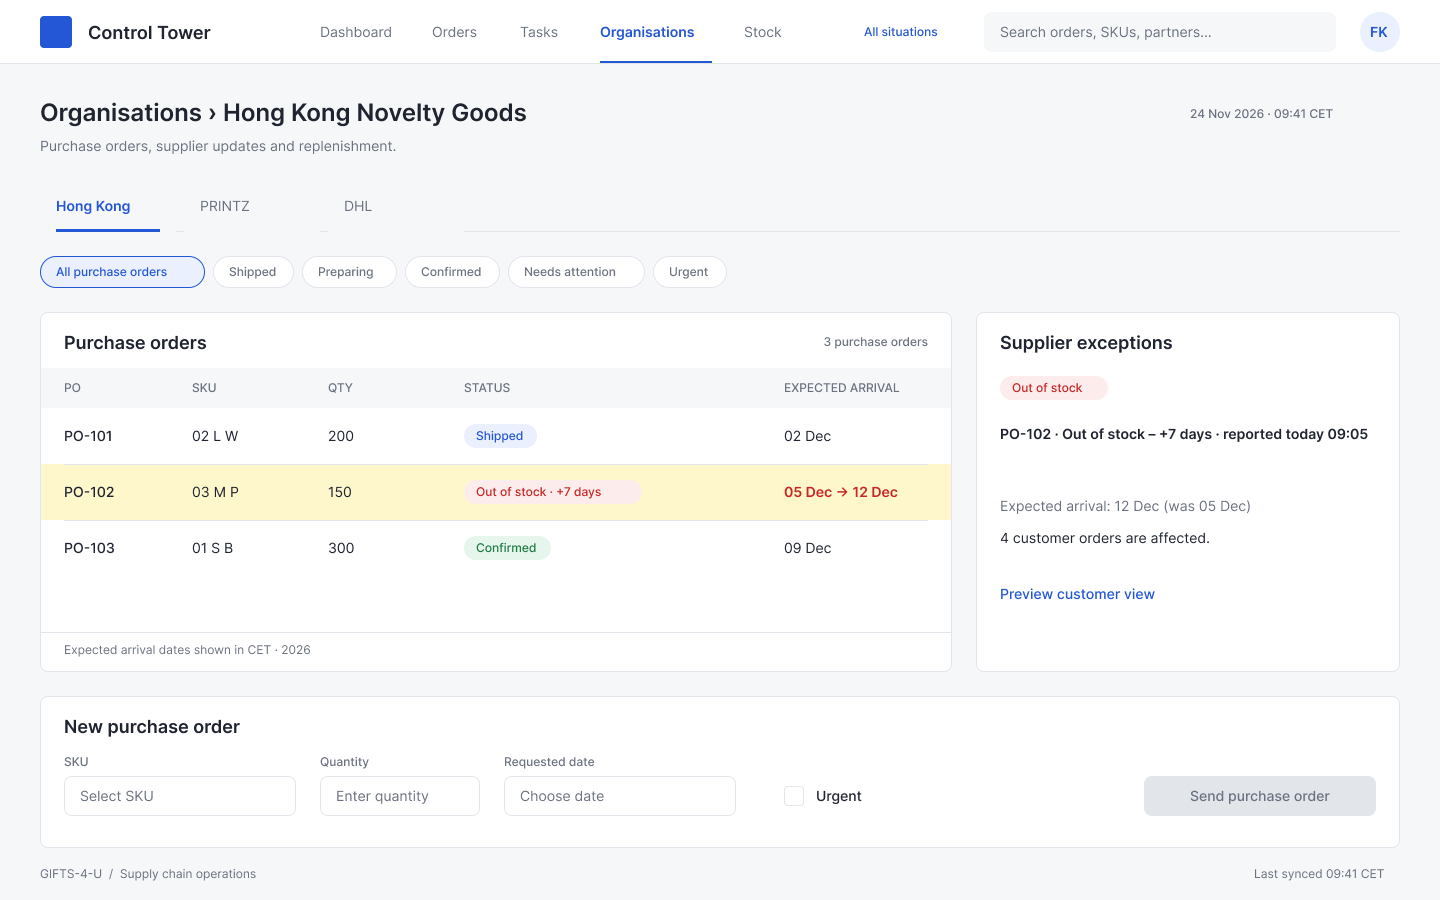 Control Tower
Dashboard
Orders
Tasks
Organisations
Stock
All situations
Search orders, SKUs, partners...
FK
Organisations › Hong Kong Novelty Goods
24 Nov 2026 · 09:41 CET
Purchase orders, supplier updates and replenishment.
Hong Kong
PRINTZ
DHL
All purchase orders
Shipped
Preparing
Confirmed
Needs attention
Urgent
Purchase orders
3 purchase orders
PO SKU QTY STATUS EXPECTED ARRIVAL
PO-101 02 L W 200 Shipped 02 Dec
PO-102 03 M P 150 Out of stock · +7 days 05 Dec → 12 Dec
PO-103 01 S B 300 Confirmed 09 Dec
Expected arrival dates shown in CET · 2026
Supplier exceptions
Out of stock
PO-102 · Out of stock – +7 days · reported today 09:05
Expected arrival: 12 Dec (was 05 Dec)
4 customer orders are affected.
Preview customer view
New purchase order
SKU
Select SKU
Quantity
Enter quantity
Requested date
Choose date
Urgent
Send purchase order
GIFTS-4-U / Supply chain operations
Last synced 09:41 CET